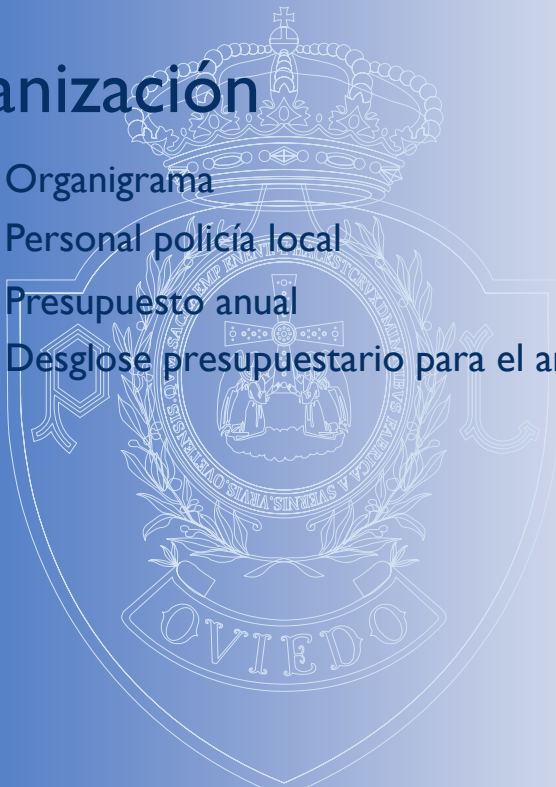 anización
Organigrama
Personal policía local
Presupuesto anual
Desglose presupuestario para el a
P L
OVIEDO